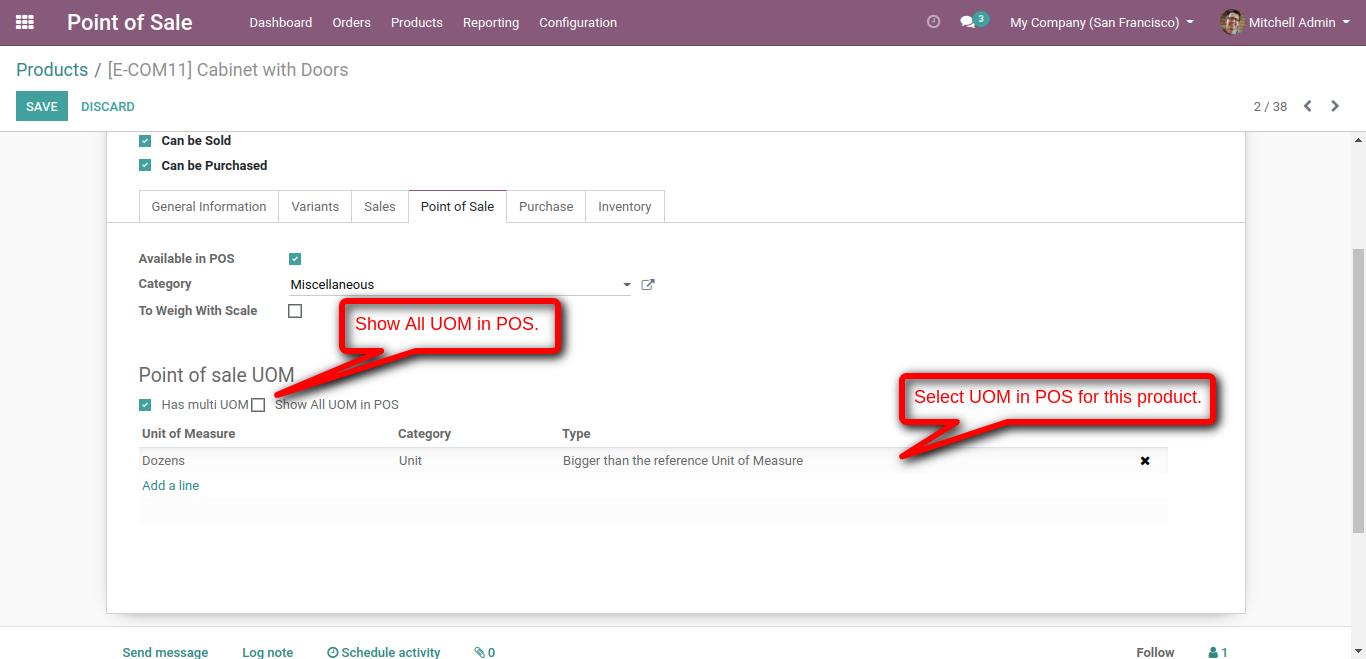 Point of Sale Dashboard Orders Products Reporting Configuration 3 My Company (San Francisco) Mitchell Admin
Products / [E-COM11] Cabinet with Doors
SAVE DISCARD 2 / 38
Can be Sold
Can be Purchased
General Information Variants Sales Point of Sale Purchase Inventory
Available in POS
Category Miscellaneous
To Weigh With Scale
Show All UOM in POS.
Point of sale UOM
Select UOM in POS for this product.
Has multi UOM Show All UOM in POS
Unit of Measure Category Type
Dozens Unit Bigger than the reference Unit of Measure
Add a line
Send message Log note Schedule activity 0 Follow 1